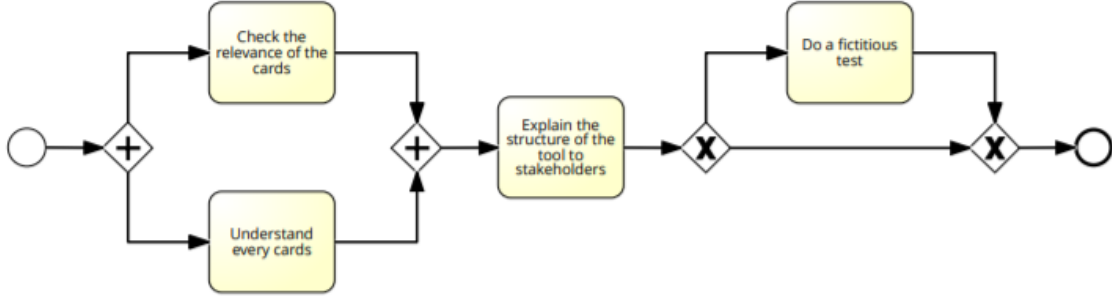 Check the
relevance of the
cards
Understand
every cards
Explain the
structure of the
tool to
stakeholders
Do a fictitious
test